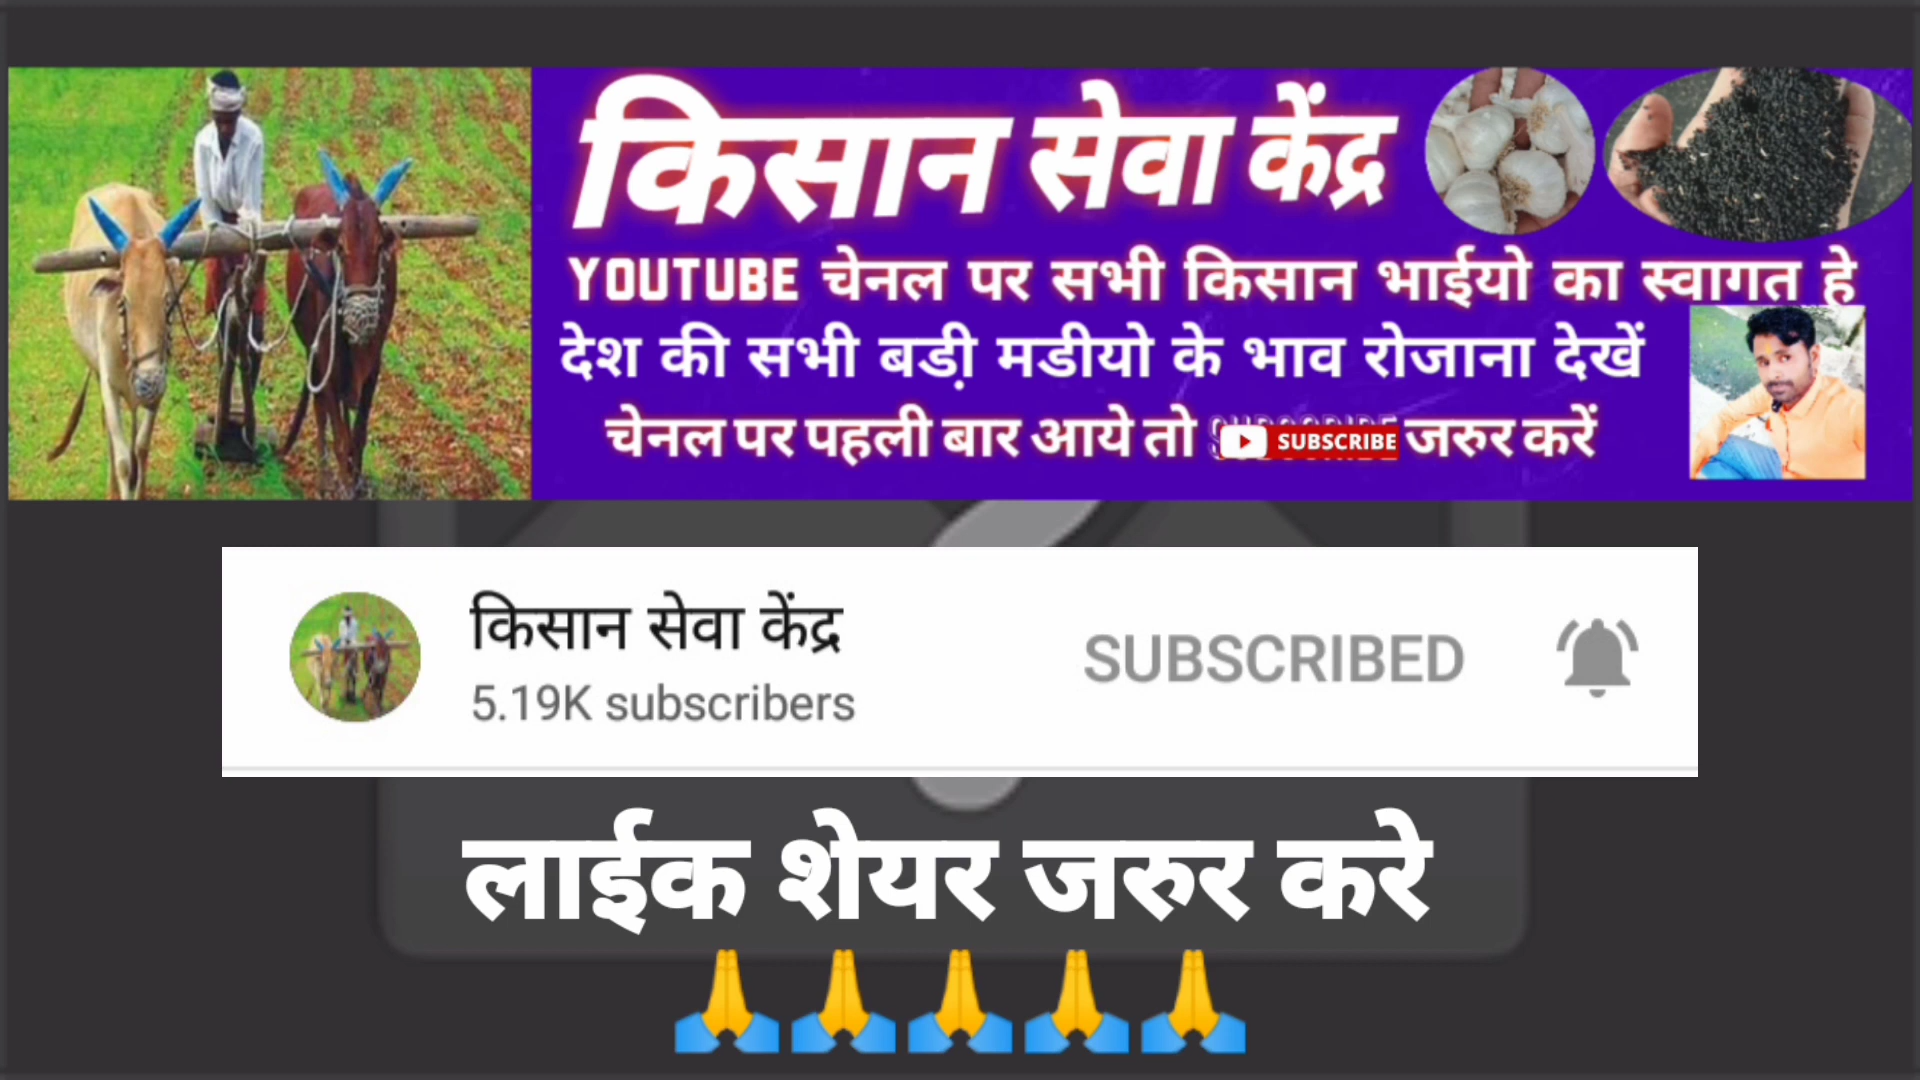 किसान सेवा केंद्र
YOUTUBE चेनल पर सभी किसान भाईयो का स्वागत हे
देश की सभी बड़ी मडीयो के भाव रोजाना देखें
चेनल पर पहली बार आये तो SUBSCRIBE जरुर करें
किसान सेवा केंद्र
5.19K subscribers
SUBSCRIBED
लाईक शेयर जरुर करे
🙏🙏🙏🙏🙏